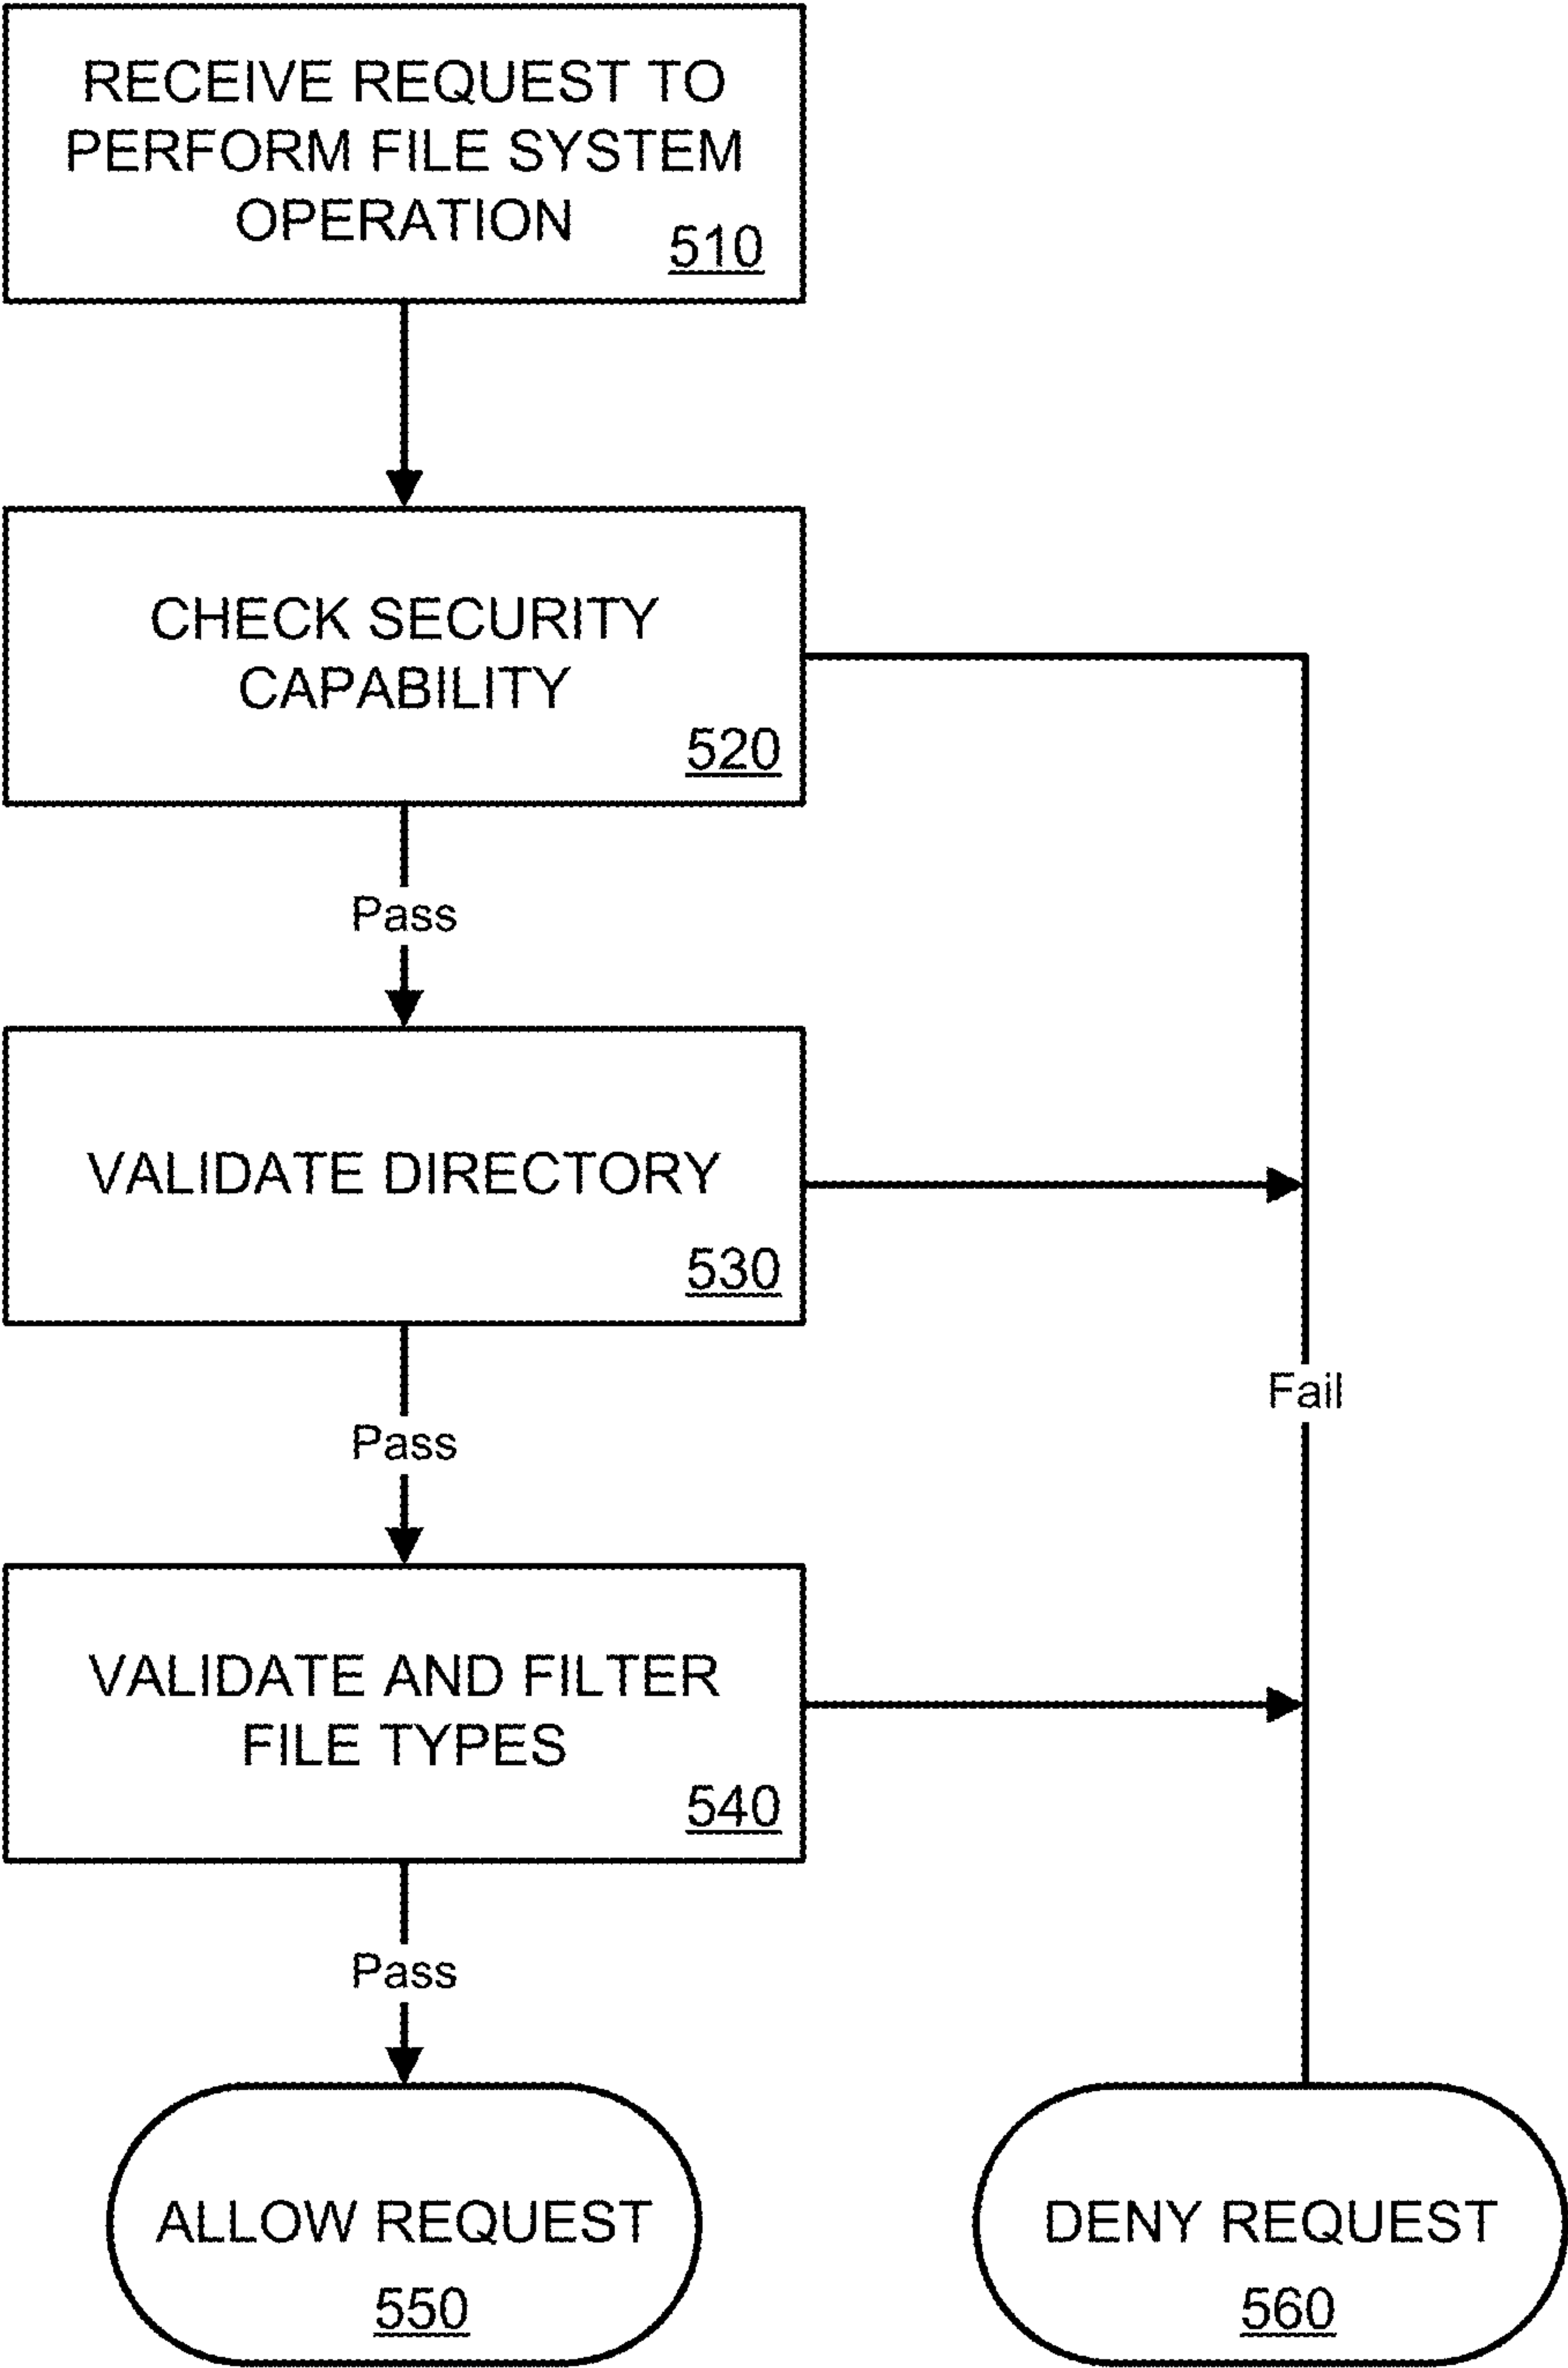 RECEIVE REQUEST TO
PERFORM FILE SYSTEM
OPERATION
510
CHECK SECURITY
CAPABILITY
520
Pass
VALIDATE DIRECTORY
530
Fail
Pass
VALIDATE AND FILTER
FILE TYPES
540
Pass
ALLOW REQUEST
550
DENY REQUEST
560